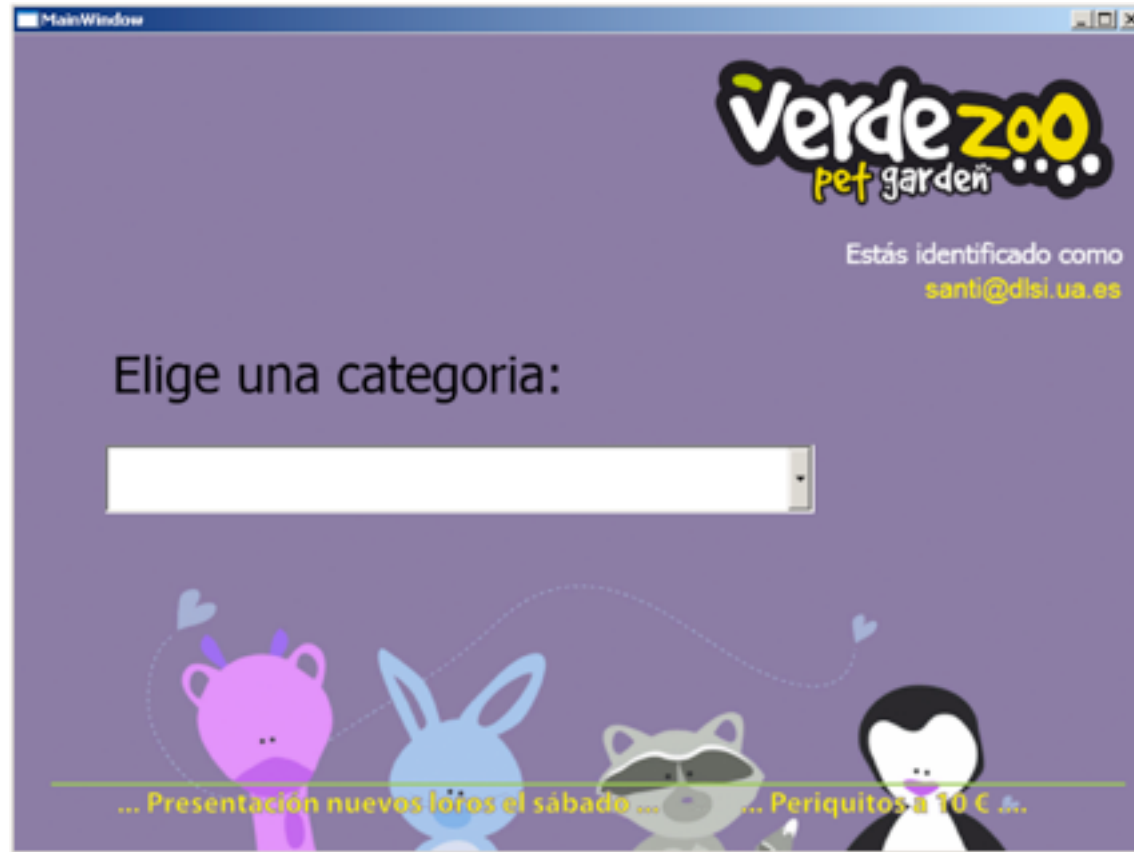 MainWindow
Verdezoo
pet garden
Estás identificado como
santi@dlsi.ua.es
Elige una categoria:
... Presentación nuevos loros el sábado ... ... Periquitos a 10 € ...